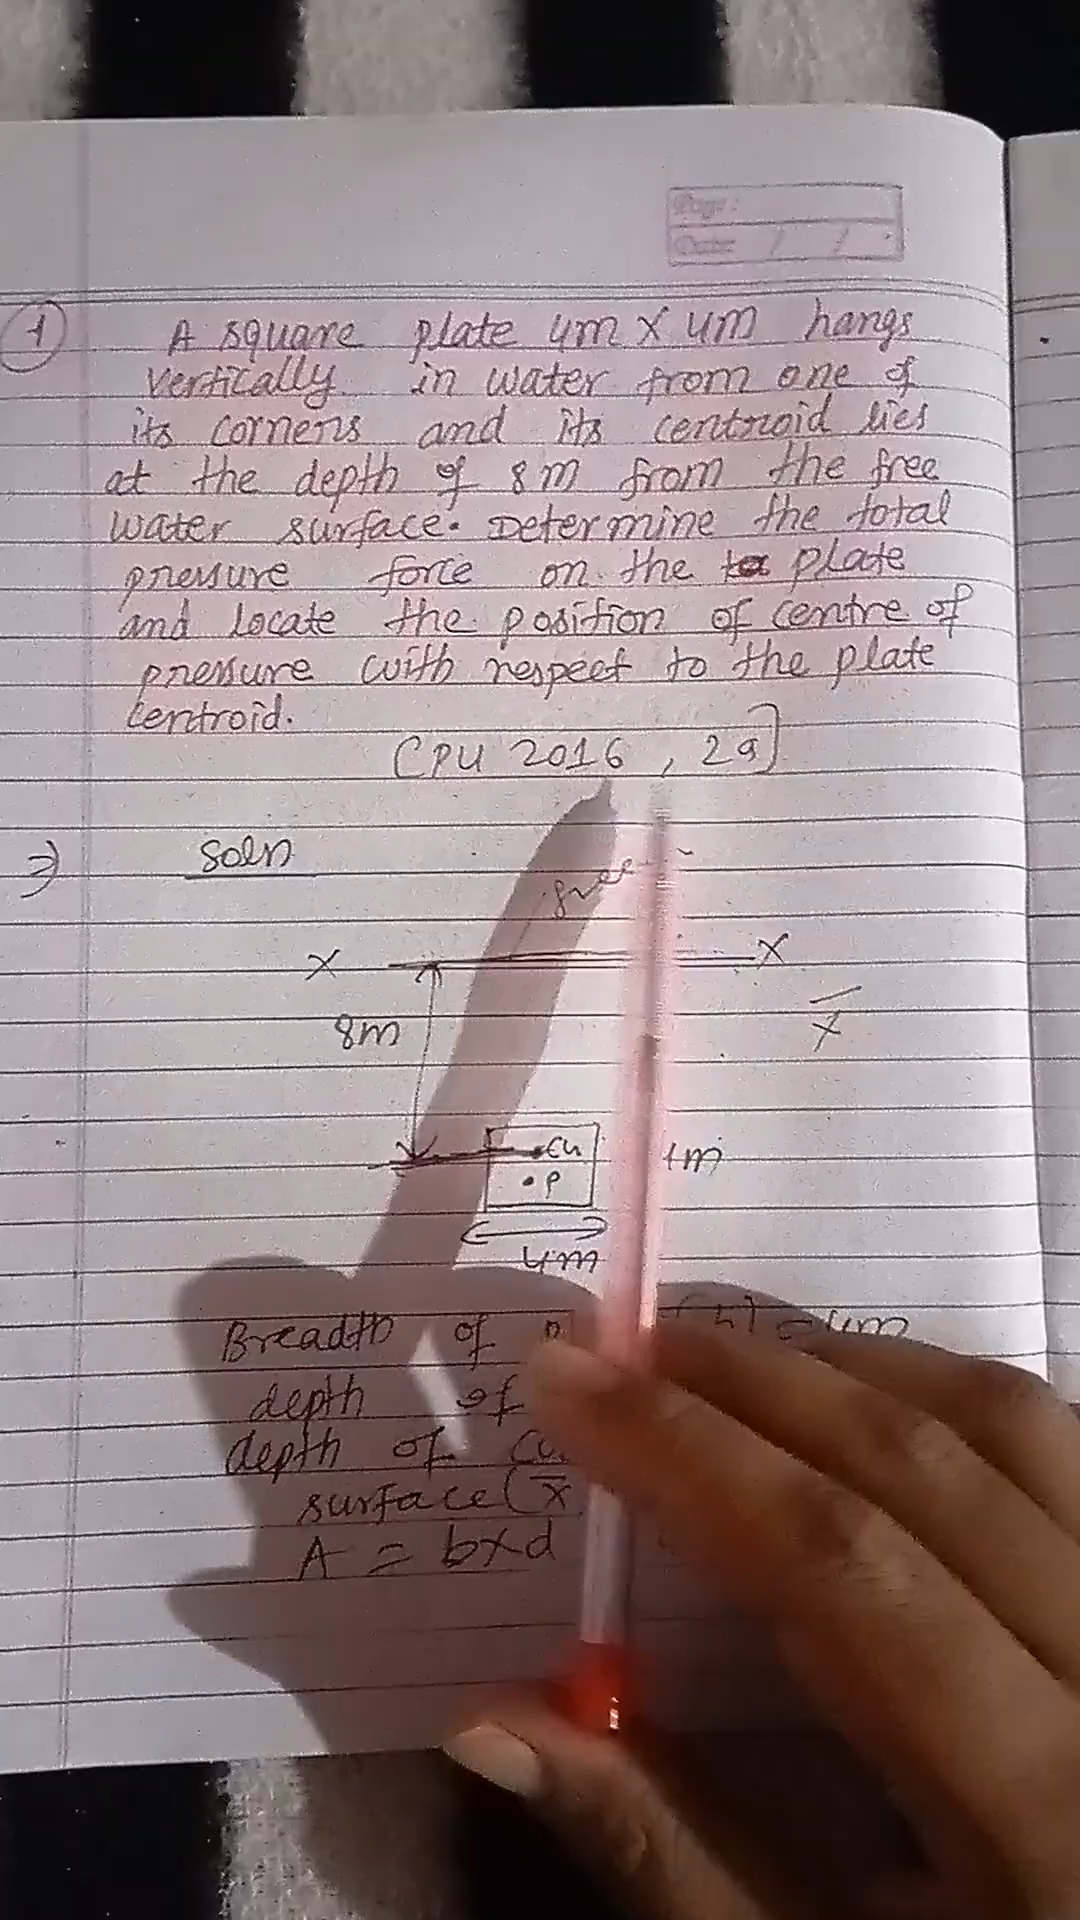 Page:
Date: / /
1
A square plate 4m X 4m hangs
vertically in water from one of
its corners and its centroid lies
at the depth of 8m from the free
water surface. Determine the total
pressure force on the plate
and locate the position of centre of
pressure with respect to the plate
centroid.
[PU 2016, 2a]
⇒) Soln
free
X X
8m x̄
4m
• P
4m
Breadth of (b) = 4m
depth of
depth of
surface (x̄
A = b×d